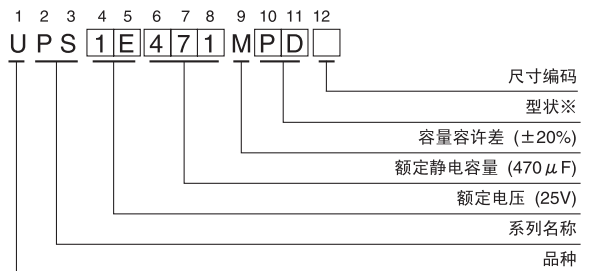 1 2 3 4 5 6 7 8 9 10 11 12
U P S 1 E 4 7 1 M P D
尺寸编码
型状※
容量容许差 (±20%)
额定静电容量 (470μF)
额定电压 (25V)
系列名称
品种